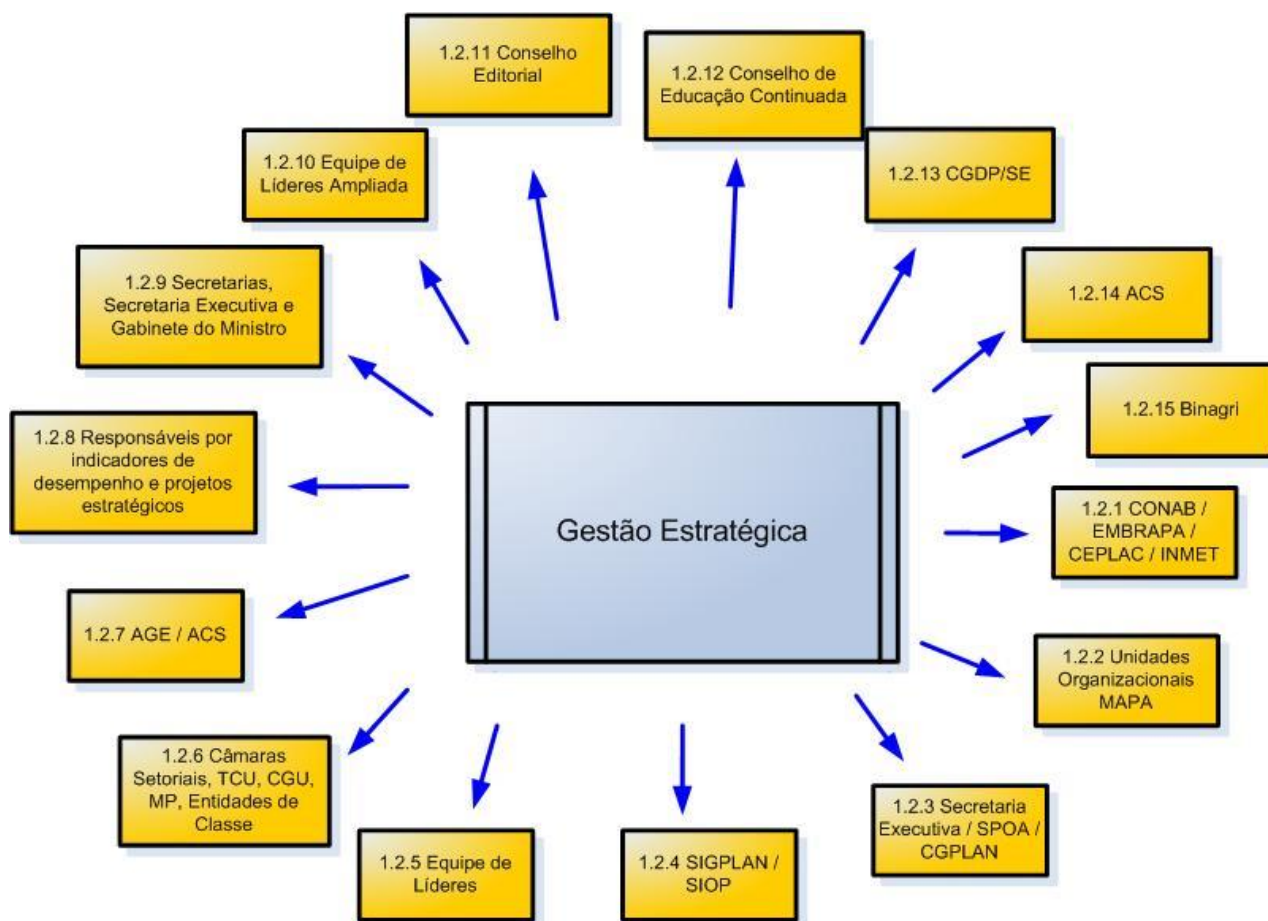 1.2.11 Conselho
Editorial
1.2.12 Conselho de
Educação Continuada
1.2.10 Equipe de
Líderes Ampliada
1.2.13 CGDP/SE
1.2.9 Secretarias,
Secretaria Executiva e
Gabinete do Ministro
1.2.14 ACS
1.2.15 Binagri
1.2.8 Responsáveis por
indicadores de
desempenho e projetos
estratégicos
Gestão Estratégica
1.2.1 CONAB /
EMBRAPA /
CEPLAC / INMET
1.2.7 AGE / ACS
1.2.2 Unidades
Organizacionais
MAPA
1.2.6 Câmaras
Setoriais, TCU, CGU,
MP, Entidades de
Classe
1.2.3 Secretaria
Executiva / SPOA /
CGPLAN
1.2.5 Equipe de
Líderes
1.2.4 SIGPLAN /
SIOP